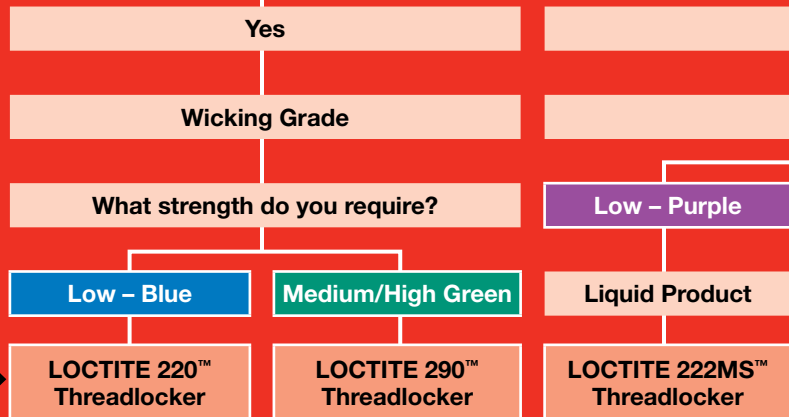 Yes
Wicking Grade
What strength do you require?
Low – Purple
Low – Blue
Medium/High Green
Liquid Product
LOCTITE 220™
Threadlocker
LOCTITE 290™
Threadlocker
LOCTITE 222MS™
Threadlocker